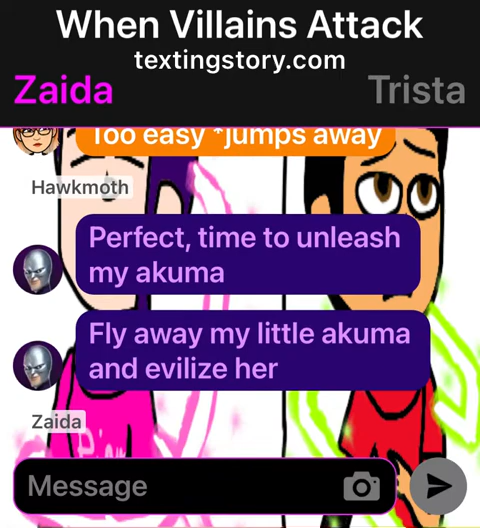 When Villains Attack
textingstory.com
Zaida
Trista
Too easy *jumps away
Hawkmoth
Perfect, time to unleash
my akuma
Fly away my little akuma
and evilize her
Zaida
Message